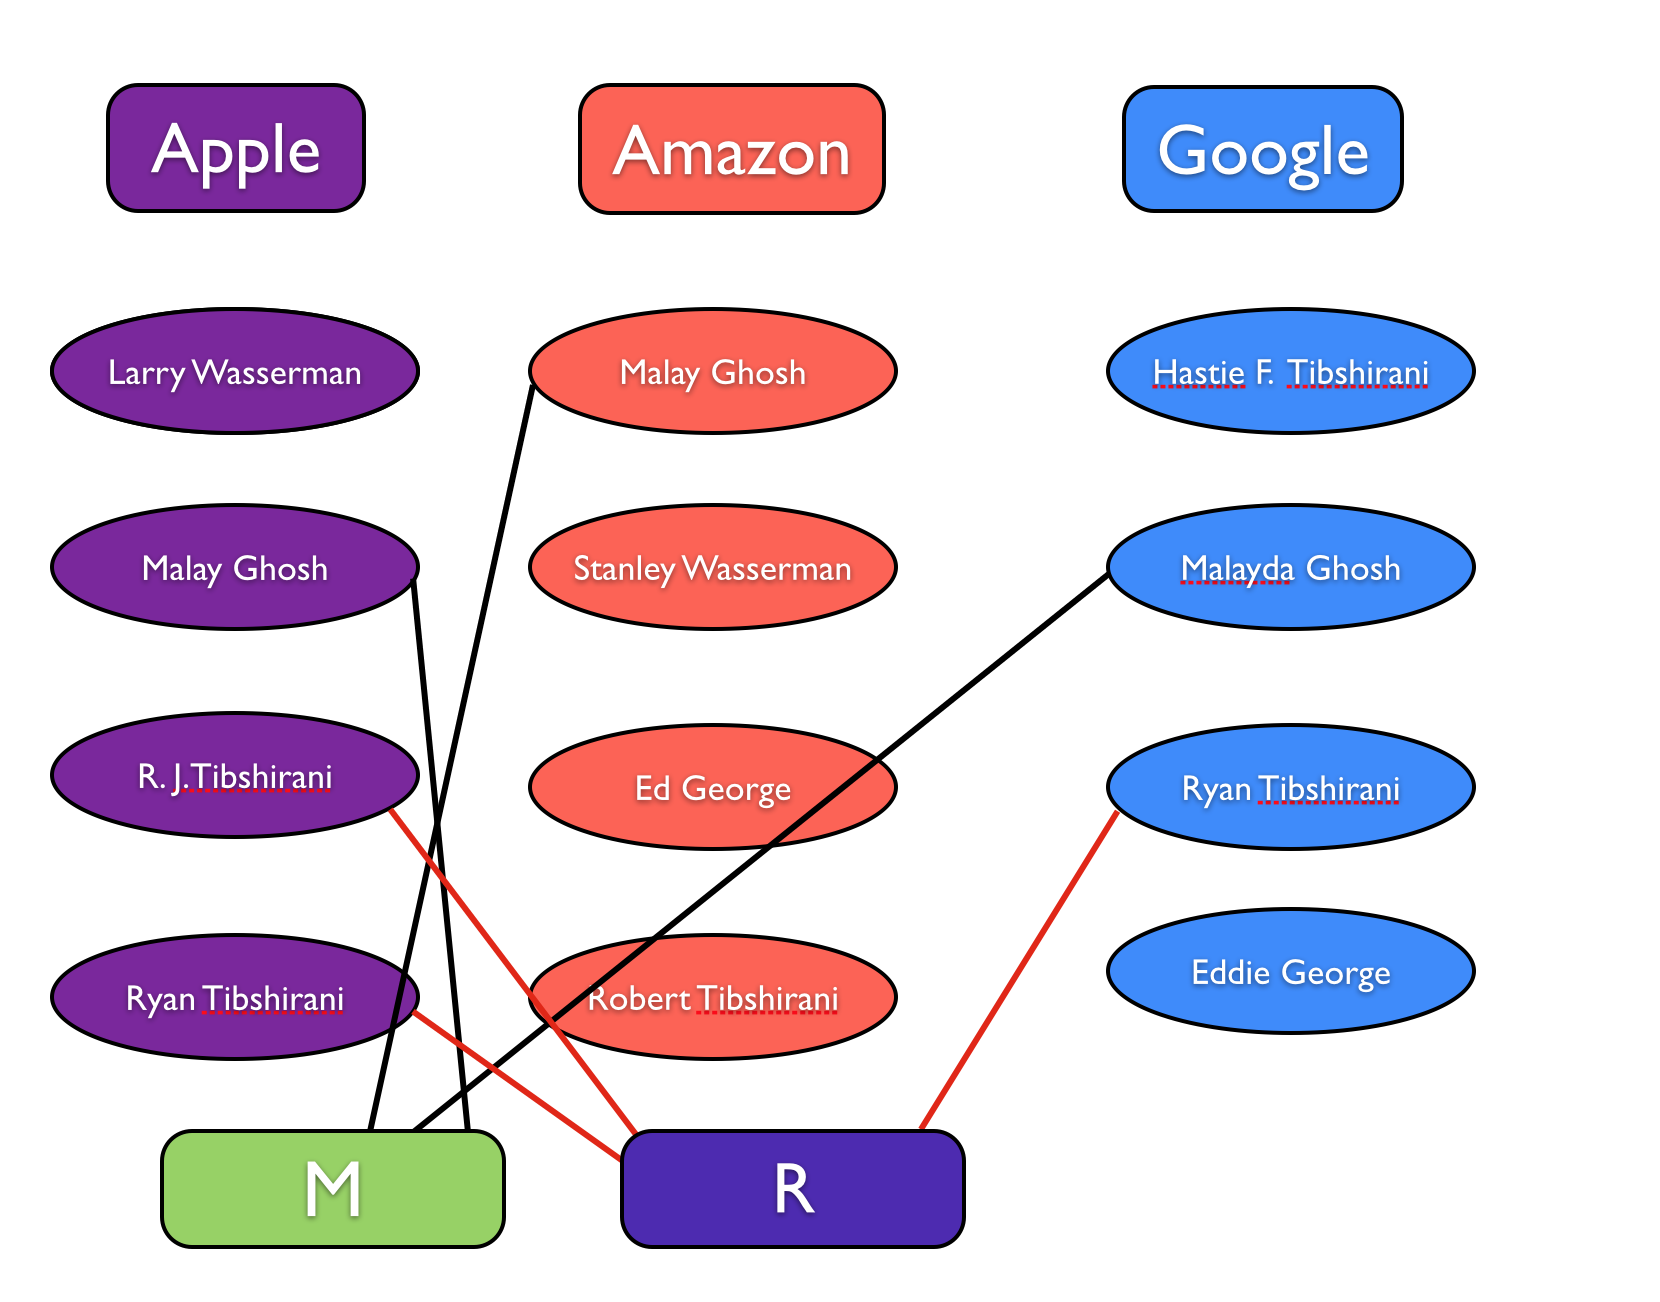 Apple
Amazon
Google
Larry Wasserman
Malay Ghosh
Hastie F. Tibshirani
Malay Ghosh
Stanley Wasserman
Malayda Ghosh
R. J. Tibshirani
Ed George
Ryan Tibshirani
Ryan Tibshirani
Robert Tibshirani
Eddie George
M
R